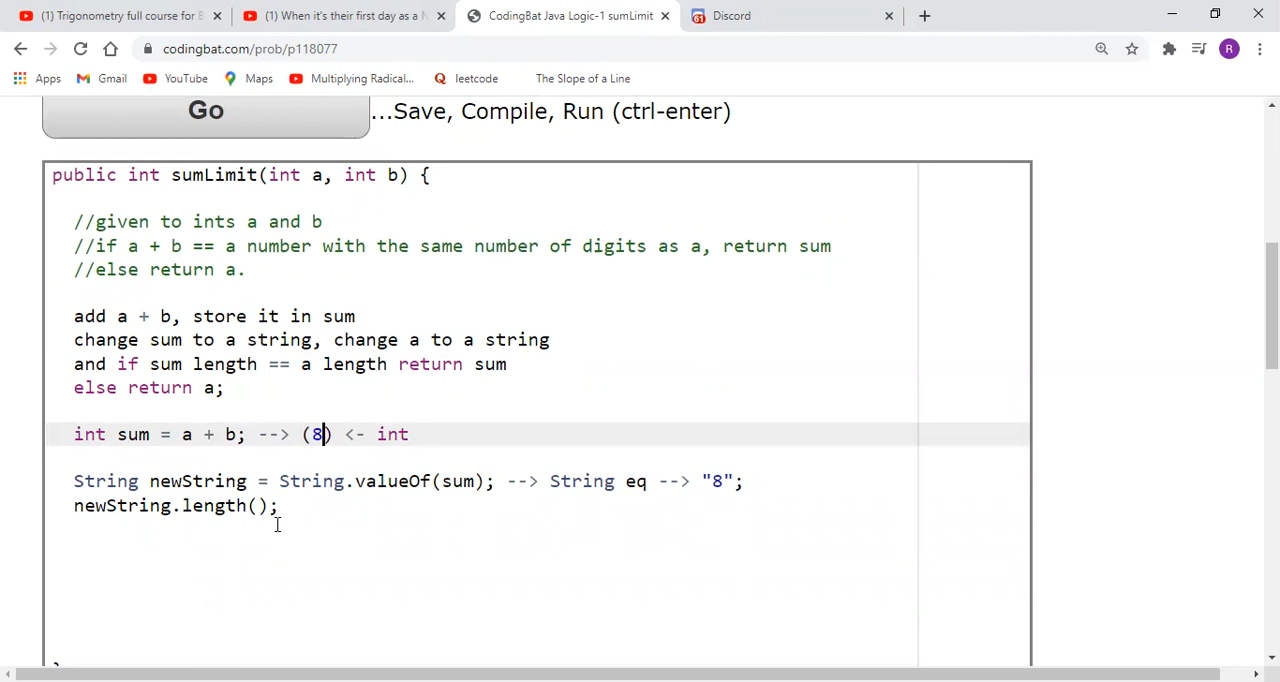 (1) Trigonometry full course for B
(1) When it's their first day as a N
CodingBat Java Logic-1 sumLimit
Discord
codingbat.com/prob/p118077
R
Apps
Gmail
YouTube
Maps
Multiplying Radical...
leetcode
The Slope of a Line
Go
...Save, Compile, Run (ctrl-enter)
public int sumLimit(int a, int b) {
//given to ints a and b
//if a + b == a number with the same number of digits as a, return sum
//else return a.
add a + b, store it in sum
change sum to a string, change a to a string
and if sum length == a length return sum
else return a;
int sum = a + b; --> (8) <- int
String newString = String.valueOf(sum); --> String eq --> "8";
newString.length();
}